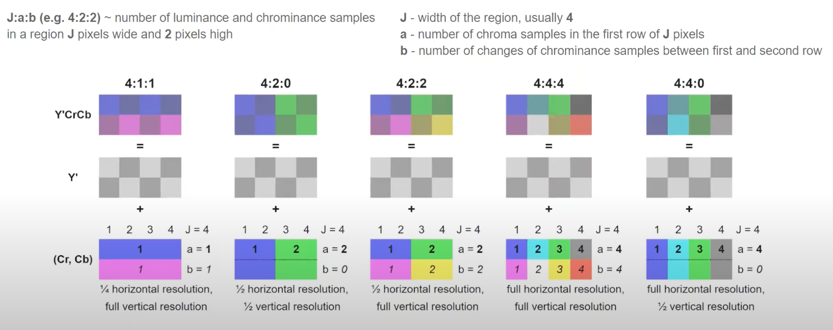 J:a:b (e.g. 4:2:2) ~ number of luminance and chrominance samples
in a region J pixels wide and 2 pixels high
J - width of the region, usually 4
a - number of chroma samples in the first row of J pixels
b - number of changes of chrominance samples between first and second row
4:1:1 4:2:0 4:2:2 4:4:4 4:4:0
Y'CrCb
= = = = =
Y'
+ + + + +
1 2 3 4 J = 4 1 2 3 4 J = 4 1 2 3 4 J = 4 1 2 3 4 J = 4 1 2 3 4 J = 4
(Cr, Cb)
1 a = 1 1 2 a = 2 1 2 a = 2 1 2 3 4 a = 4 1 2 3 4 a = 4
1 b = 1 b = 0 1 2 b = 2 1 2 3 4 b = 4 b = 0
¼ horizontal resolution, ½ horizontal resolution, ½ horizontal resolution, full horizontal resolution, full horizontal resolution,
full vertical resolution ½ vertical resolution full vertical resolution full vertical resolution ½ vertical resolution